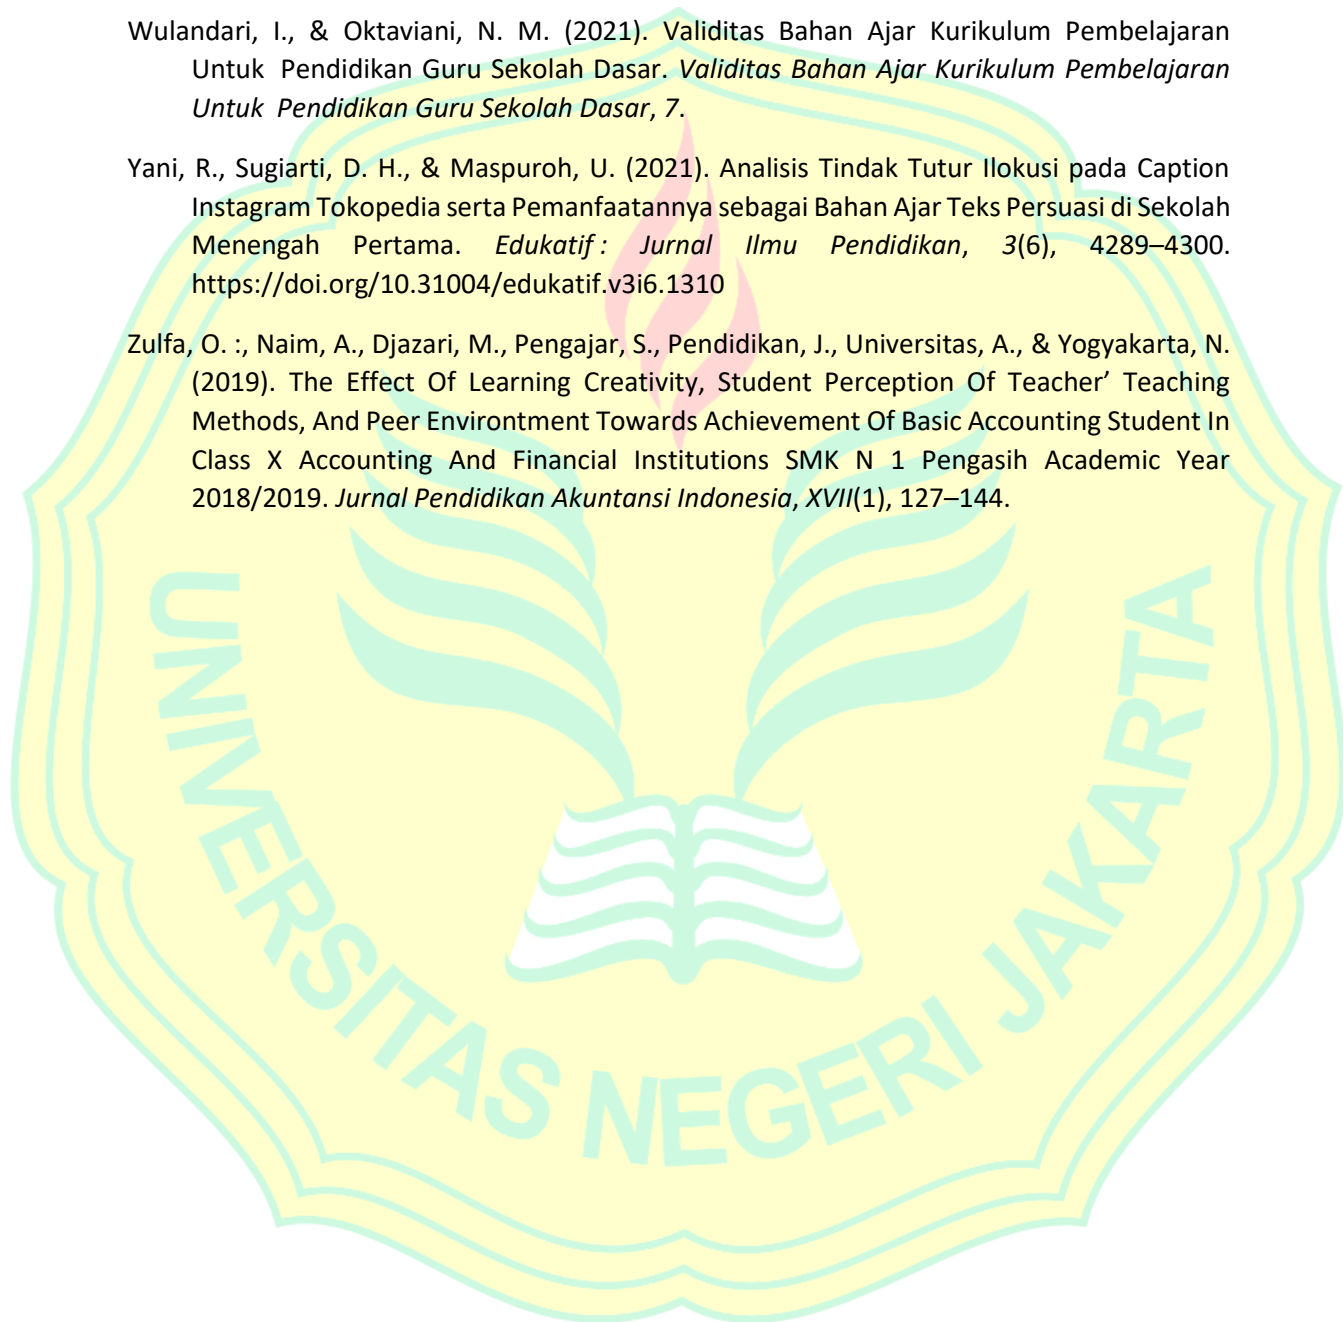 Wulandari, I., & Oktaviani, N. M. (2021). Validitas Bahan Ajar Kurikulum Pembelajaran
Untuk Pendidikan Guru Sekolah Dasar. Validitas Bahan Ajar Kurikulum Pembelajaran
Untuk Pendidikan Guru Sekolah Dasar, 7.
Yani, R., Sugiarti, D. H., & Maspuroh, U. (2021). Analisis Tindak Tutur Ilokusi pada Caption
Instagram Tokopedia serta Pemanfaatannya sebagai Bahan Ajar Teks Persuasi di Sekolah
Menengah Pertama. Edukatif : Jurnal Ilmu Pendidikan, 3(6), 4289–4300.
https://doi.org/10.31004/edukatif.v3i6.1310
Zulfa, O. :, Naim, A., Djazari, M., Pengajar, S., Pendidikan, J., Universitas, A., & Yogyakarta, N.
(2019). The Effect Of Learning Creativity, Student Perception Of Teacher’ Teaching
Methods, And Peer Environtment Towards Achievement Of Basic Accounting Student In
Class X Accounting And Financial Institutions SMK N 1 Pengasih Academic Year
2018/2019. Jurnal Pendidikan Akuntansi Indonesia, XVII(1), 127–144.
UNIVERSITAS NEGERI JAKARTA